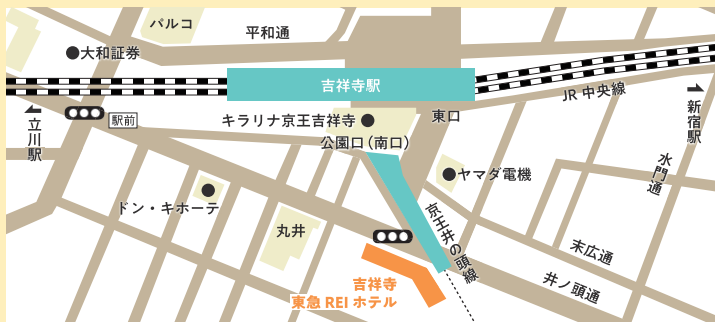 パルコ
平和通
大和証券
吉祥寺駅
JR 中央線
新宿駅
立川駅
駅前
キラリナ京王吉祥寺
東口
公園口(南口)
水門通
ヤマダ電機
ドン・キホーテ
丸井
京王井の頭線
末広通
井ノ頭通
吉祥寺
東急 REI ホテル